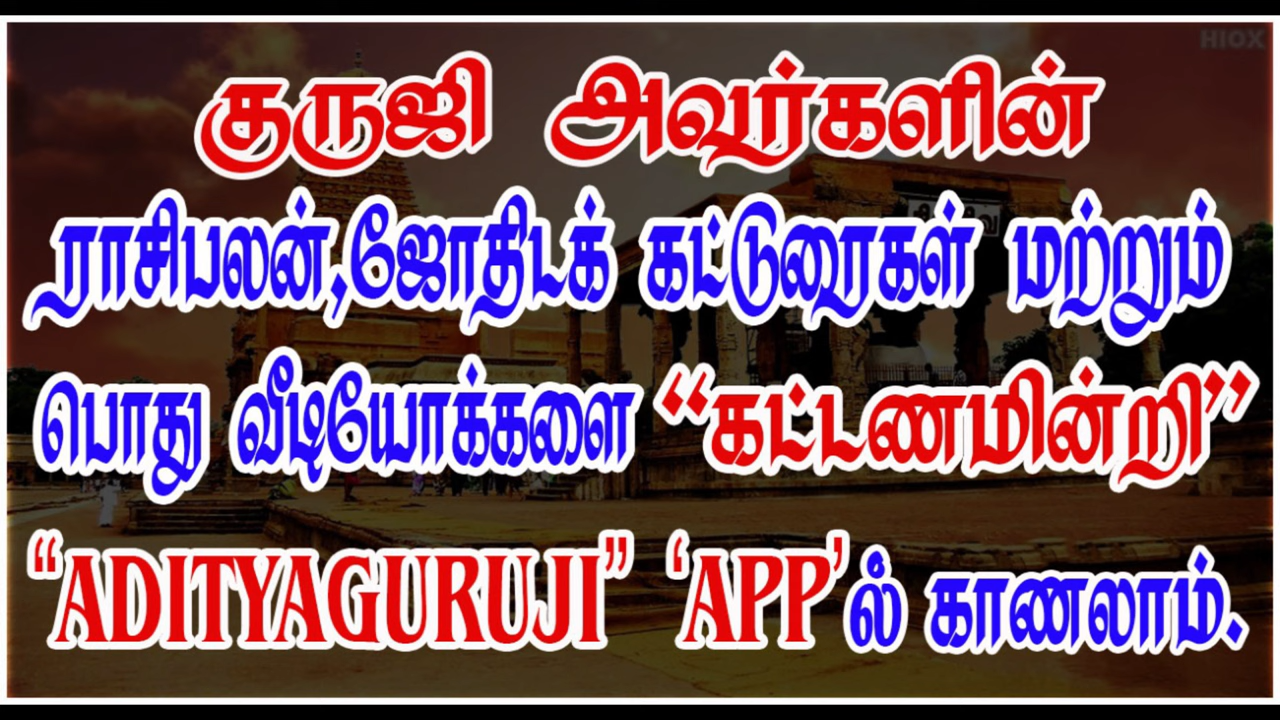 HIOX
குருஜி அவர்களின்
ராசிபலன்,ஜோதிடக் கட்டுரைகள் மற்றும்
பொது வீடியோக்களை “கட்டணமின்றி”
“ADITYAGURUJI” ‘APP’ல் காணலாம்.